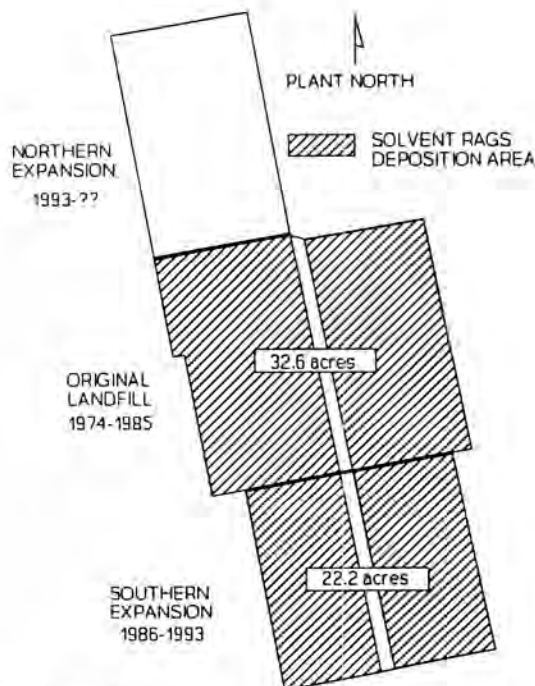 PLANT NORTH
SOLVENT RAGS
DEPOSITION AREA
NORTHERN
EXPANSION
1993-??
32.6 acres
ORIGINAL
LANDFILL
1974-1985
22.2 acres
SOUTHERN
EXPANSION
1986-1993